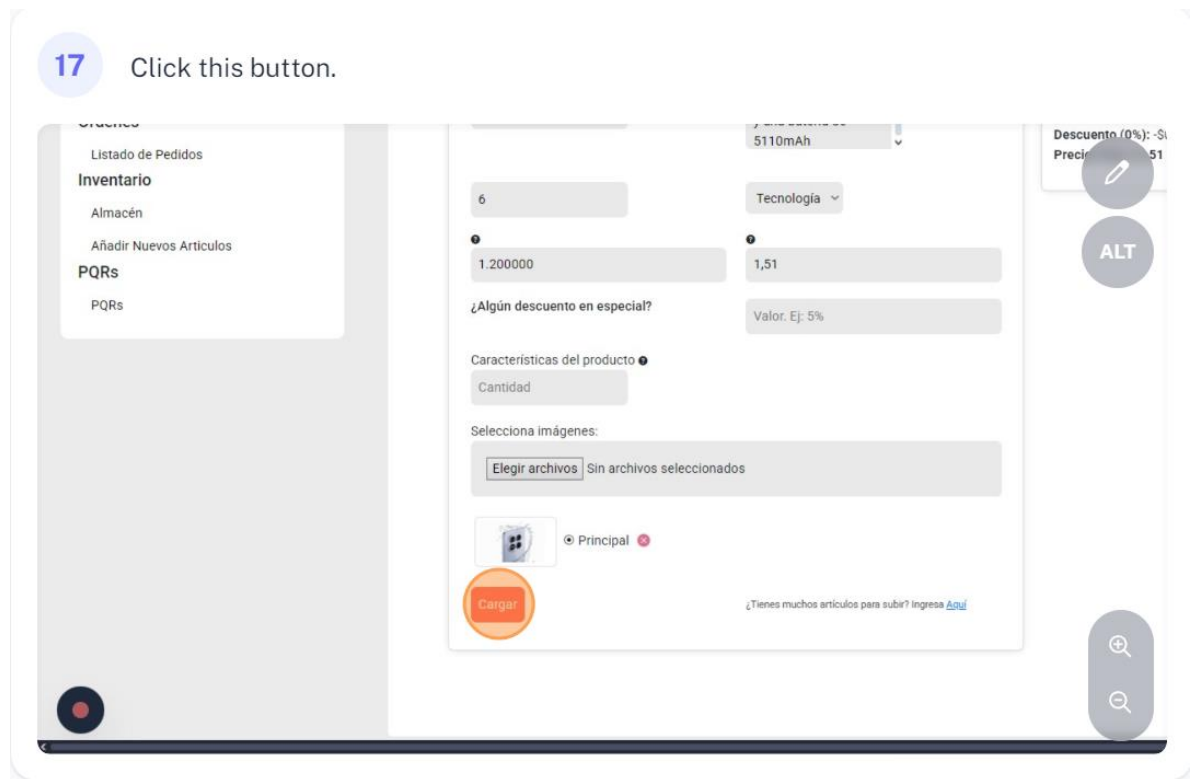 17 Click this button.
Ordenes
Listado de Pedidos
Inventario
Almacén
Añadir Nuevos Articulos
PQRs
PQRs
5110mAh
6
Tecnología
1.200000
1,51
¿Algún descuento en especial?
Valor. Ej: 5%
Características del producto
Cantidad
Selecciona imágenes:
Elegir archivos Sin archivos seleccionados
Principal
Cargar
¿Tienes muchos artículos para subir? Ingresa Aquí
Descuento (0%):
51
ALT